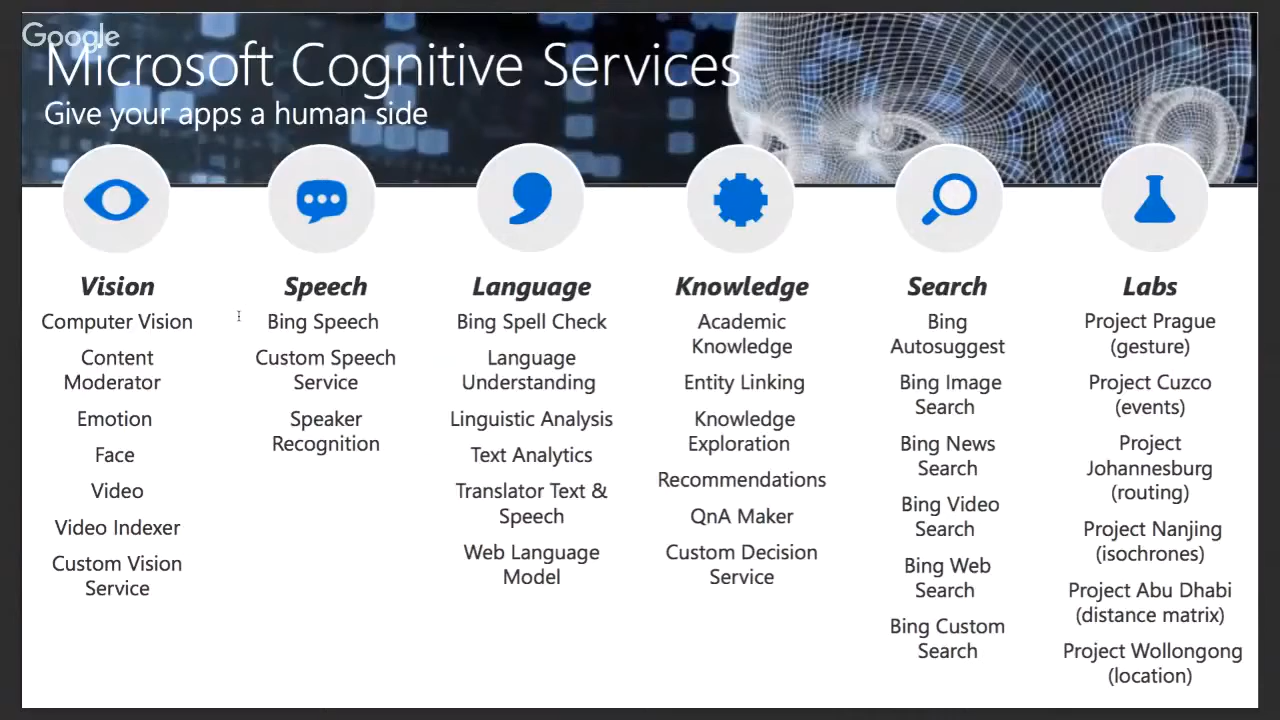 Google
Microsoft Cognitive Services
Give your apps a human side
Vision
Computer Vision
Content
Moderator
Emotion
Face
Video
Video Indexer
Custom Vision
Service
Speech
Bing Speech
Custom Speech
Service
Speaker
Recognition
Language
Bing Spell Check
Language
Understanding
Linguistic Analysis
Text Analytics
Translator Text &
Speech
Web Language
Model
Knowledge
Academic
Knowledge
Entity Linking
Knowledge
Exploration
Recommendations
QnA Maker
Custom Decision
Service
Search
Bing
Autosuggest
Bing Image
Search
Bing News
Search
Bing Video
Search
Bing Web
Search
Bing Custom
Search
Labs
Project Prague
(gesture)
Project Cuzco
(events)
Project
Johannesburg
(routing)
Project Nanjing
(isochrones)
Project Abu Dhabi
(distance matrix)
Project Wollongong
(location)